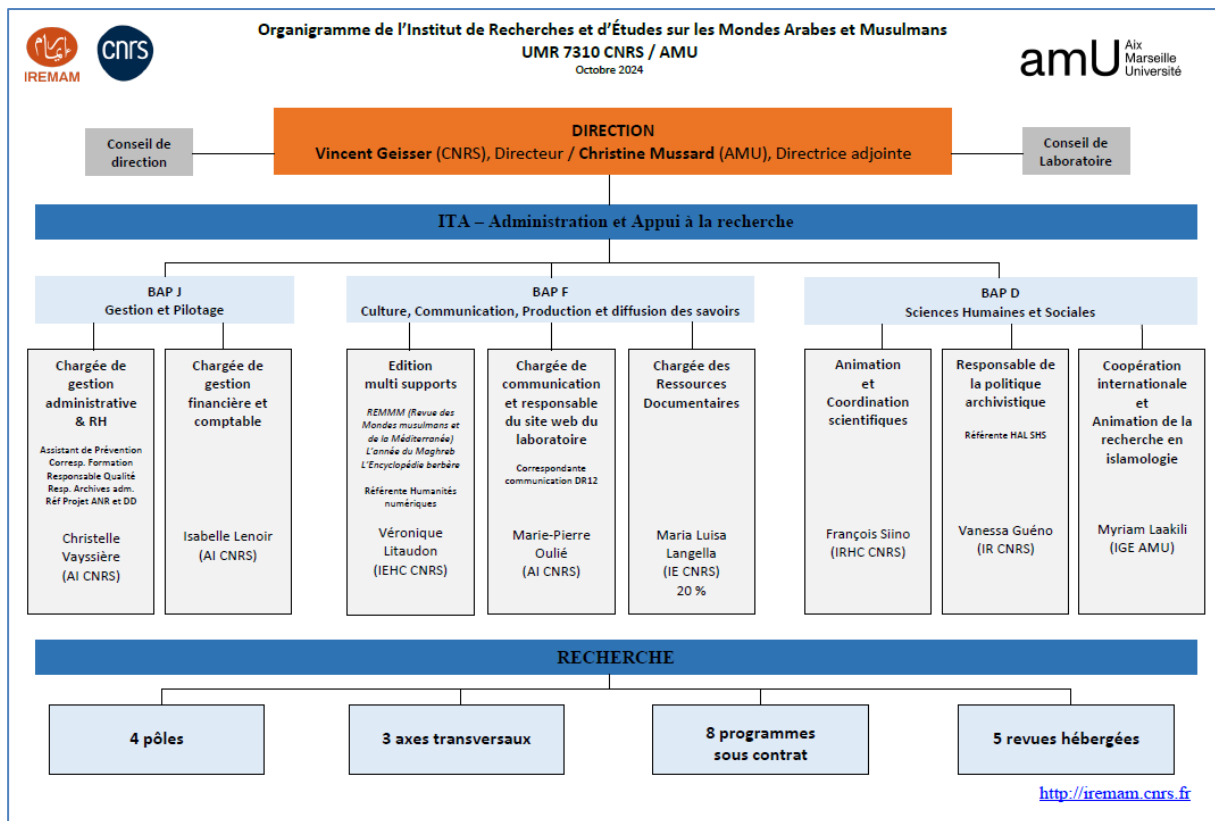 Organigramme de l'Institut de Recherches et d'Études sur les Mondes Arabes et Musulmans
UMR 7310 CNRS / AMU
Octobre 2024
IREMAM
cnrs
amU
Aix
Marseille
Université
Conseil de
direction
DIRECTION
Vincent Geisser (CNRS), Directeur / Christine Mussard (AMU), Directrice adjointe
Conseil de
Laboratoire
ITA – Administration et Appui à la recherche
BAP J
Gestion et Pilotage
BAP F
Culture, Communication, Production et diffusion des savoirs
BAP D
Sciences Humaines et Sociales
Chargée de
gestion
administrative
& RH
Assistant de Prévention
Corresp. Formation
Responsable Qualité
Resp. Archives adm.
Réf Projet ANR et DD
Christelle
Vayssière
(AI CNRS)
Chargée de
gestion
financière et
comptable
Isabelle Lenoir
(AI CNRS)
Edition
multi supports
REMMM (Revue des
Mondes musulmans et
de la Méditerranée)
L'année du Maghreb
L'Encyclopédie berbère
Référente Humanités
numériques
Véronique
Litaudon
(IEHC CNRS)
Chargée de
communication
et responsable
du site web du
laboratoire
Correspondante
communication DR12
Marie-Pierre
Oulié
(AI CNRS)
Chargée des
Ressources
Documentaires
Maria Luisa
Langella
(IE CNRS)
20 %
Animation
et
Coordination
scientifiques
François Siino
(IRHC CNRS)
Responsable de
la politique
archivistique
Référente HAL SHS
Vanessa Guéno
(IR CNRS)
Coopération
internationale
et
Animation de la
recherche en
islamologie
Myriam Laakili
(IGE AMU)
RECHERCHE
4 pôles
3 axes transversaux
8 programmes
sous contrat
5 revues hébergées
http://iremam.cnrs.fr